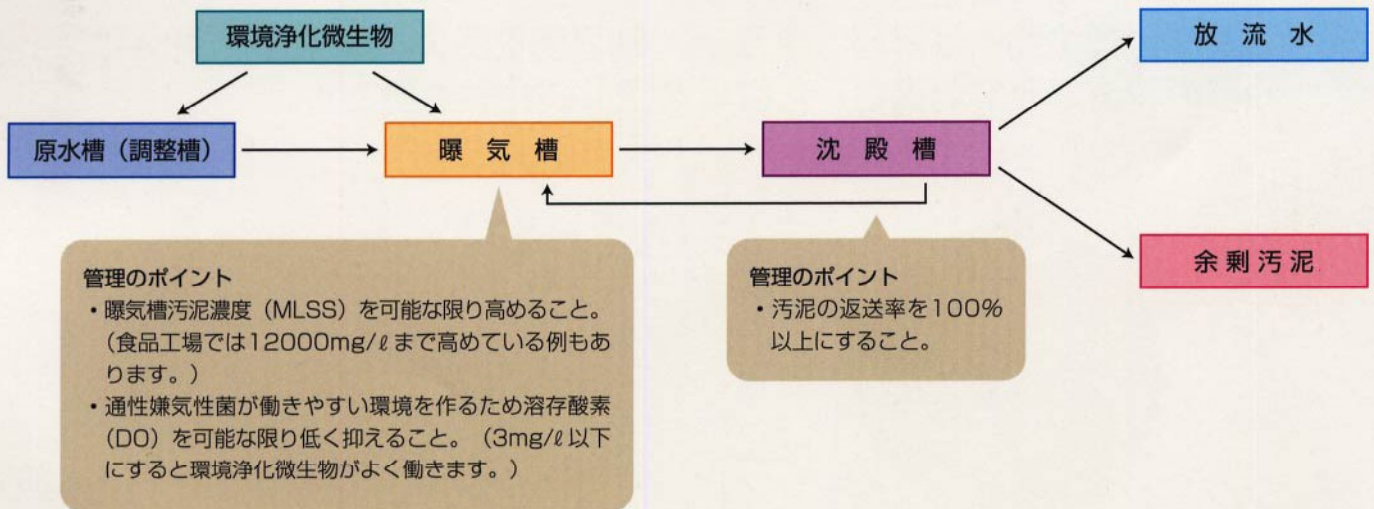 環境浄化微生物
放流水
原水槽（調整槽）
曝気槽
沈殿槽
余剰汚泥
管理のポイント
・曝気槽汚泥濃度（MLSS）を可能な限り高めること。
（食品工場では12000mg/ℓまで高めている例もあ
ります。）
・通性嫌気性菌が働きやすい環境を作るため溶存酸素
（DO）を可能な限り低く抑えること。（3mg/ℓ以下
にすると環境浄化微生物がよく働きます。）
管理のポイント
・汚泥の返送率を100%
以上にすること。